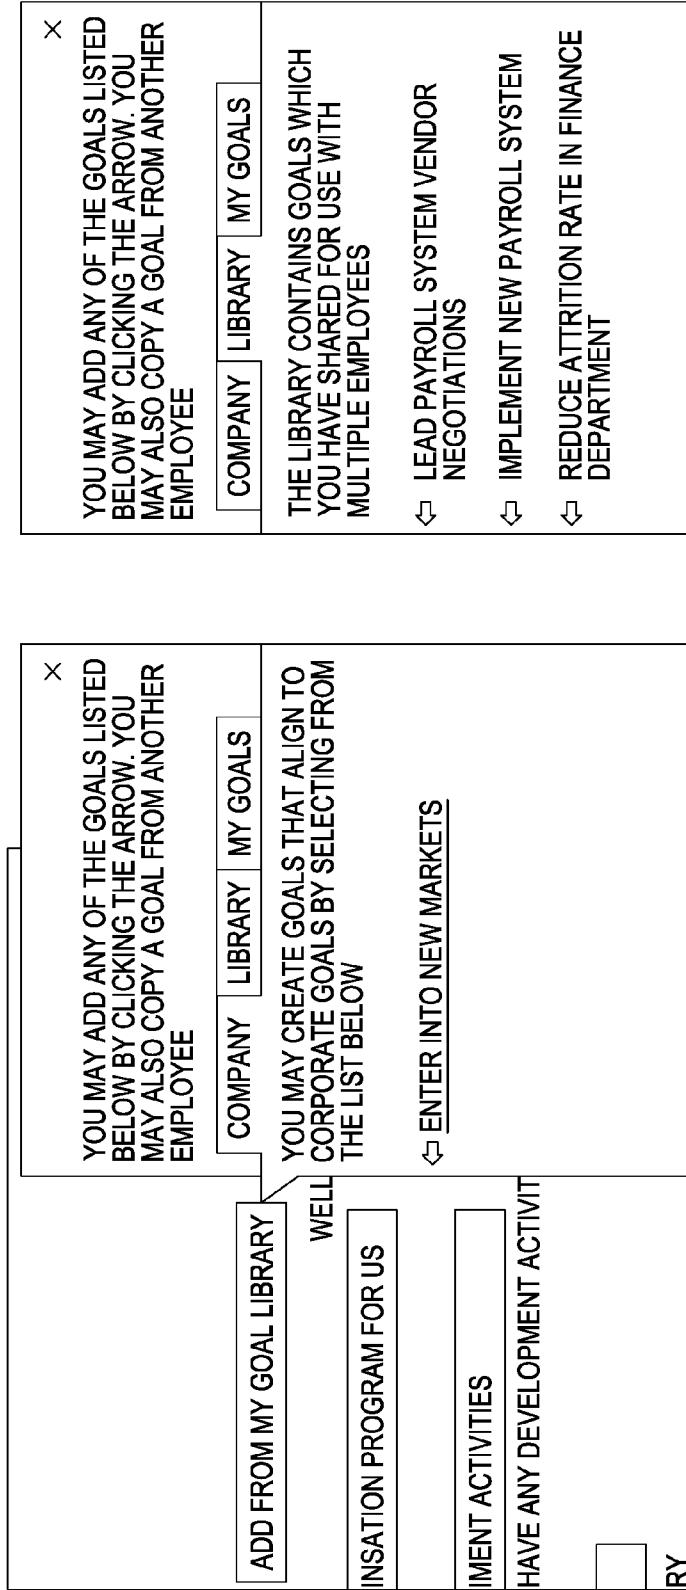 ADD FROM MY GOAL LIBRARY
WELL
INSATION PROGRAM FOR US
IMENT ACTIVITIES
HAVE ANY DEVELOPMENT ACTIVIT
RY
X
YOU MAY ADD ANY OF THE GOALS LISTED
BELOW BY CLICKING THE ARROW. YOU
MAY ALSO COPY A GOAL FROM ANOTHER
EMPLOYEE
COMPANY LIBRARY MY GOALS
YOU MAY CREATE GOALS THAT ALIGN TO
CORPORATE GOALS BY SELECTING FROM
THE LIST BELOW
ENTER INTO NEW MARKETS
X
YOU MAY ADD ANY OF THE GOALS LISTED
BELOW BY CLICKING THE ARROW. YOU
MAY ALSO COPY A GOAL FROM ANOTHER
EMPLOYEE
COMPANY LIBRARY MY GOALS
THE LIBRARY CONTAINS GOALS WHICH
YOU HAVE SHARED FOR USE WITH
MULTIPLE EMPLOYEES
LEAD PAYROLL SYSTEM VENDOR
NEGOTIATIONS
IMPLEMENT NEW PAYROLL SYSTEM
REDUCE ATTRITION RATE IN FINANCE
DEPARTMENT